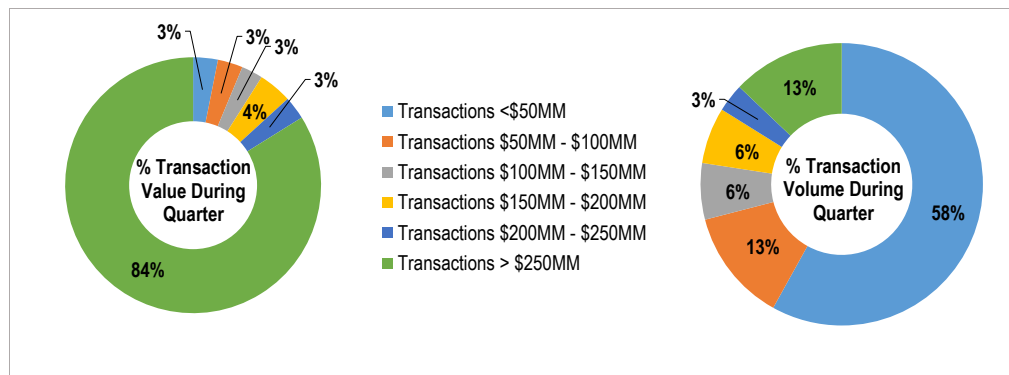 3%
3%
3%
3%
4%
84%
% Transaction
Value During
Quarter
Transactions <$50MM
Transactions $50MM - $100MM
Transactions $100MM - $150MM
Transactions $150MM - $200MM
Transactions $200MM - $250MM
Transactions > $250MM
13%
3%
6%
6%
13%
58%
% Transaction
Volume During
Quarter